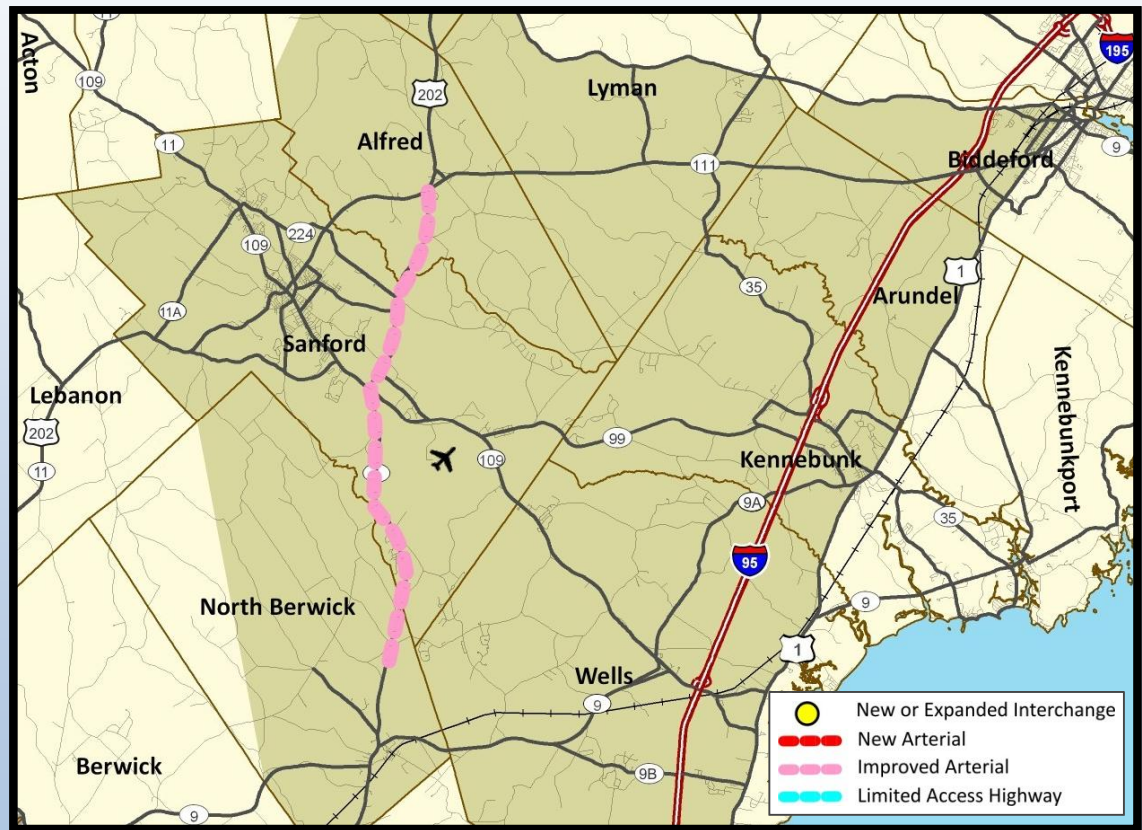 Acton
109
11
202
Lyman
195
11
Alfred
111
Biddeford
9
109
224
1
35
Arundel
11A
Sanford
Kennebunkport
Lebanon
202
11
99
109
Kennebunk
9A
35
95
North Berwick
9
1
Wells
9
Berwick
9B
9
New or Expanded Interchange
New Arterial
Improved Arterial
Limited Access Highway